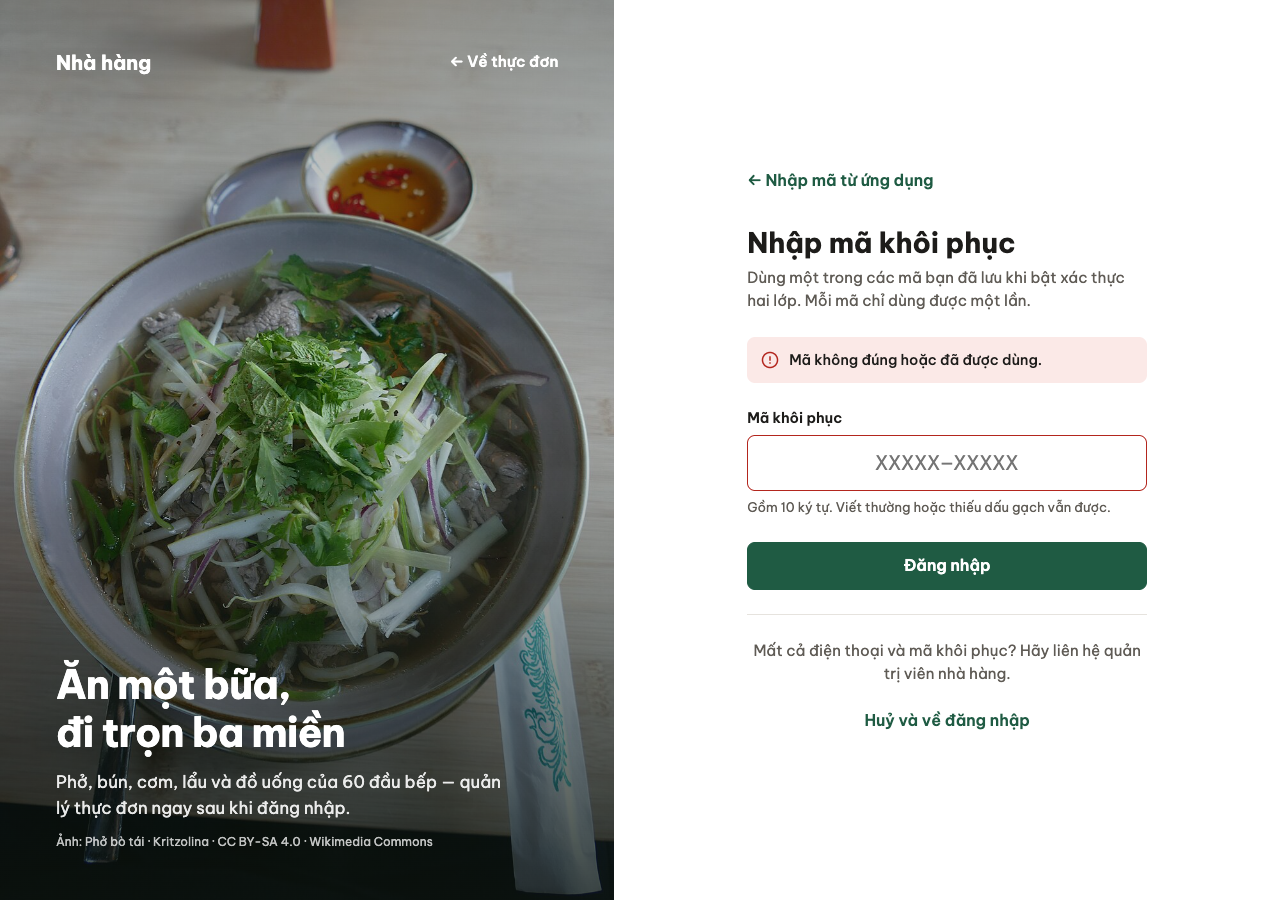 Nhà hàng
← Về thực đơn
Ăn một bữa,
đi trọn ba miền
Phở, bún, cơm, lẩu và đồ uống của 60 đầu bếp — quản
lý thực đơn ngay sau khi đăng nhập.
Ảnh: Phở bò tái · Kritzolina · CC BY-SA 4.0 · Wikimedia Commons
← Nhập mã từ ứng dụng
Nhập mã khôi phục
Dùng một trong các mã bạn đã lưu khi bật xác thực
hai lớp. Mỗi mã chỉ dùng được một lần.
Mã không đúng hoặc đã được dùng.
Mã khôi phục
XXXXX–XXXXX
Gồm 10 ký tự. Viết thường hoặc thiếu dấu gạch vẫn được.
Đăng nhập
Mất cả điện thoại và mã khôi phục? Hãy liên hệ quản
trị viên nhà hàng.
Huỷ và về đăng nhập